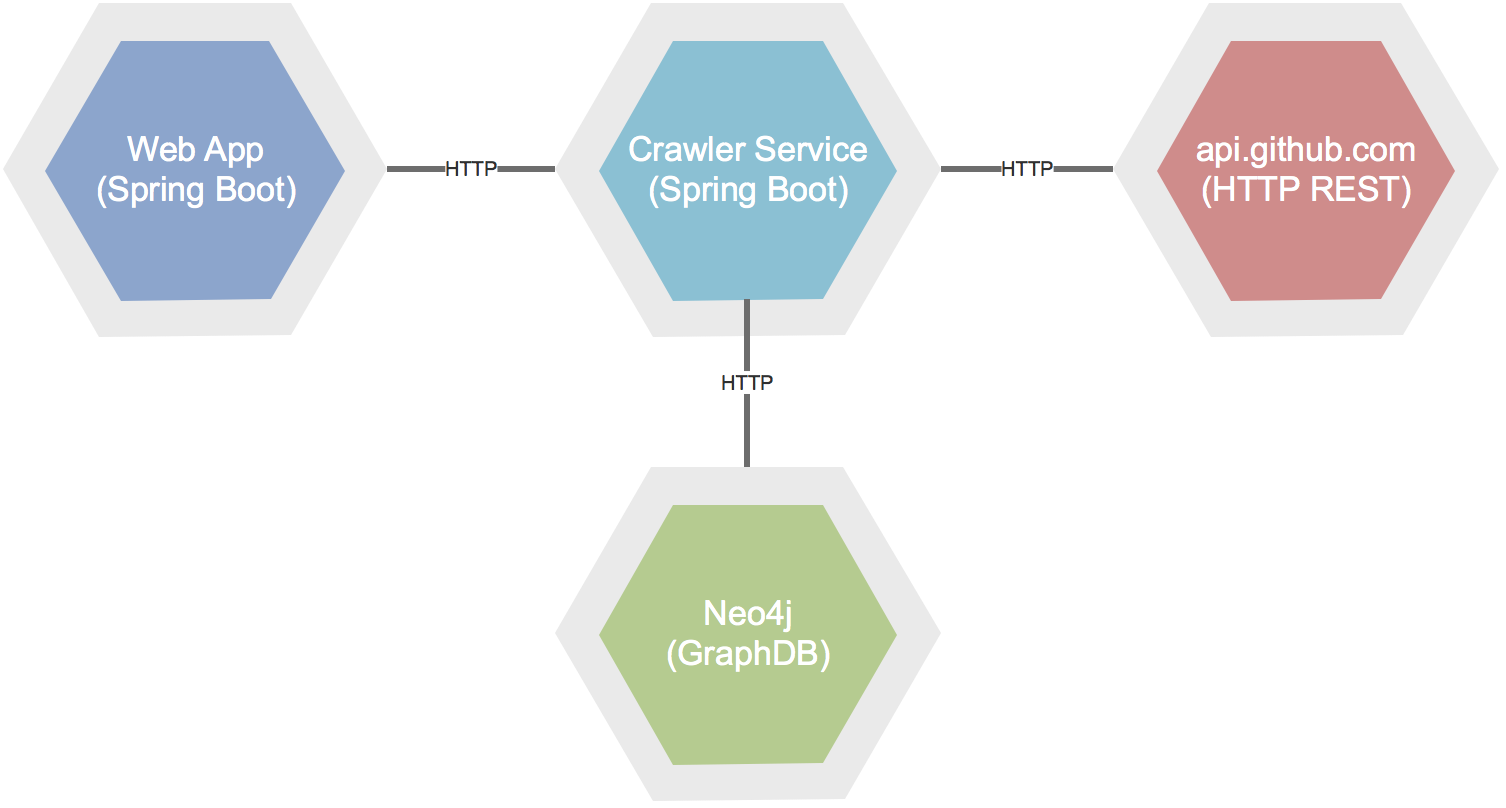 Web App
(Spring Boot)
HTTP
Crawler Service
(Spring Boot)
HTTP
api.github.com
(HTTP REST)
HTTP
Neo4j
(GraphDB)